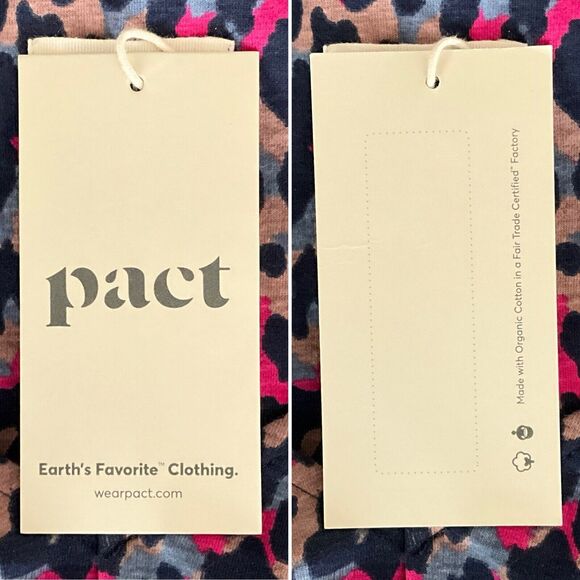 pact
Earth's Favorite™ Clothing.
wearpact.com
Made with Organic Cotton in a Fair Trade Certified™ Factory